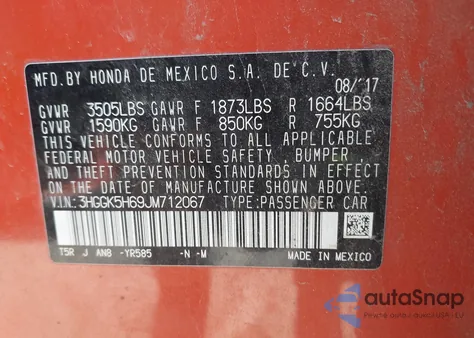 MFD.BY HONDA DE MEXICO S.A. DE C.V.
08/'17
GVWR 3505LBS GAWR F 1873LBS R 1664LBS
GVWR 1590KG GAWR F 850KG R 755KG
THIS VEHICLE CONFORMS TO ALL APPLICABLE
FEDERAL MOTOR VEHICLE SAFETY, BUMPER, AND
THEFT PREVENTION STANDARDS IN EFFECT
ON THE DATE OF MANUFACTURE SHOWN ABOVE.
V.I.N.: 3HGGK5H69JM712067 TYPE:PASSENGER CAR
T5R J ANB -YR585 -N -M
MADE IN MEXICO
autoSnap